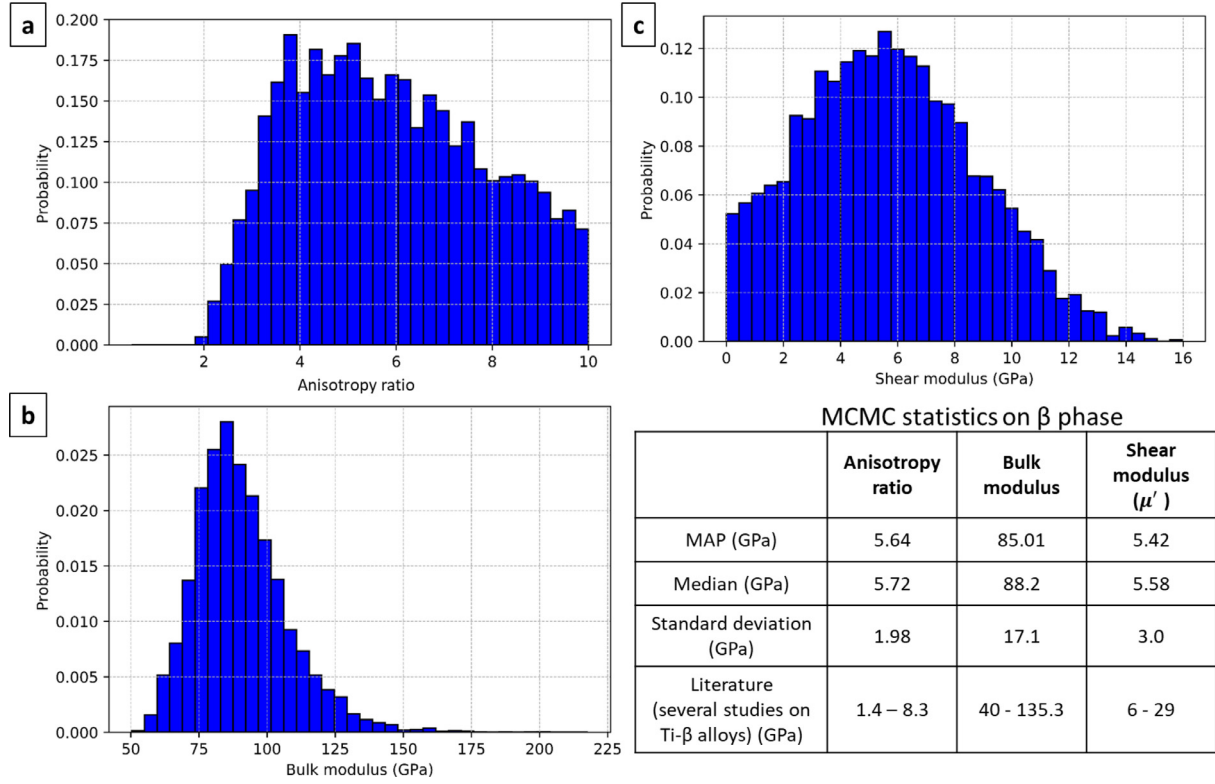 a
0.200
0.175
0.150
0.125
0.100
0.075
0.050
0.025
0.000
Probability
2
4
6
8
10
Anisotropy ratio
c
0.12
0.10
0.08
0.06
0.04
0.02
0.00
Probability
0
2
4
6
8
10
12
14
16
Shear modulus (GPa)
b
0.025
0.020
0.015
0.010
0.005
0.000
Probability
50
75
100
125
150
175
200
225
Bulk modulus (GPa)
MCMC statistics on β phase
Anisotropy
ratio
Bulk
modulus
Shear
modulus
(μ′ )
MAP (GPa)
5.64
85.01
5.42
Median (GPa)
5.72
88.2
5.58
Standard deviation
(GPa)
1.98
17.1
3.0
Literature
(several studies on
Ti-β alloys) (GPa)
1.4 – 8.3
40 - 135.3
6 - 29